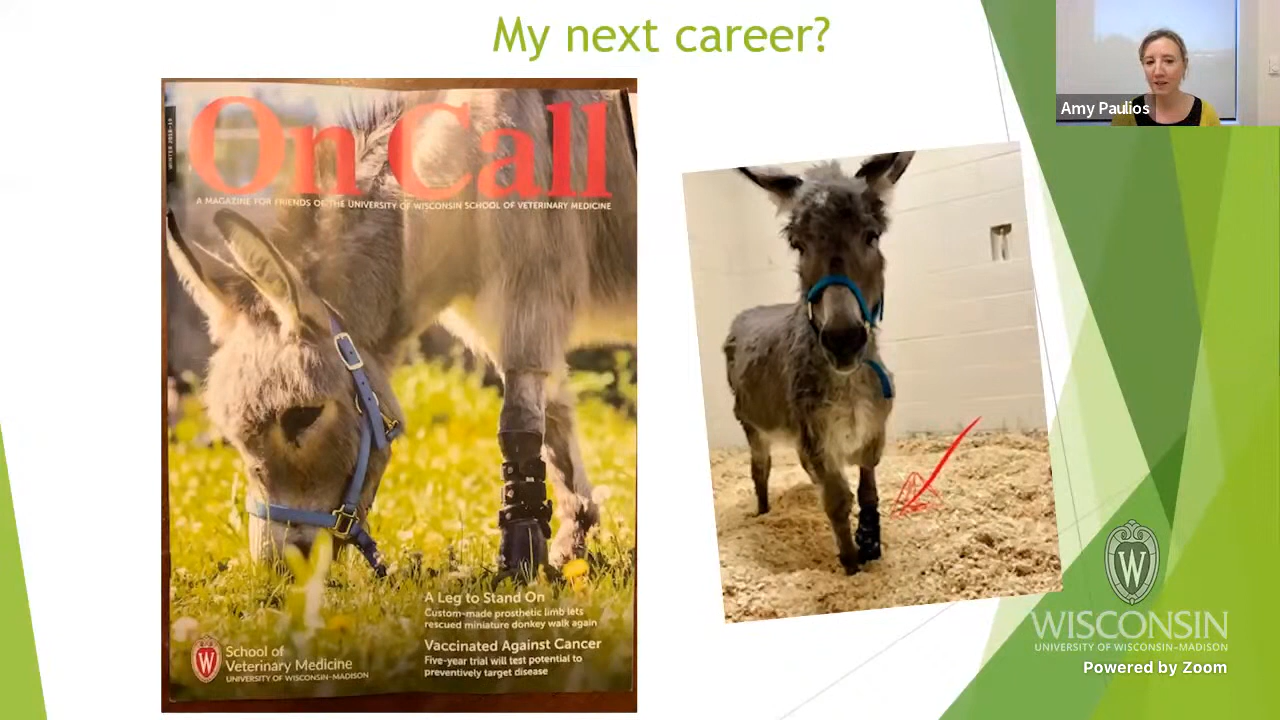 My next career?
Amy Paulios
WINTER 2018-19
On Call
A MAGAZINE FOR FRIENDS OF THE UNIVERSITY OF WISCONSIN SCHOOL OF VETERINARY MEDICINE
A Leg to Stand On
Custom-made prosthetic limb lets
rescued miniature donkey walk again
Vaccinated Against Cancer
Five-year trial will test potential to
preventively target disease
W
School of
Veterinary Medicine
UNIVERSITY OF WISCONSIN-MADISON
W
WISCONSIN
UNIVERSITY OF WISCONSIN–MADISON
Powered by Zoom